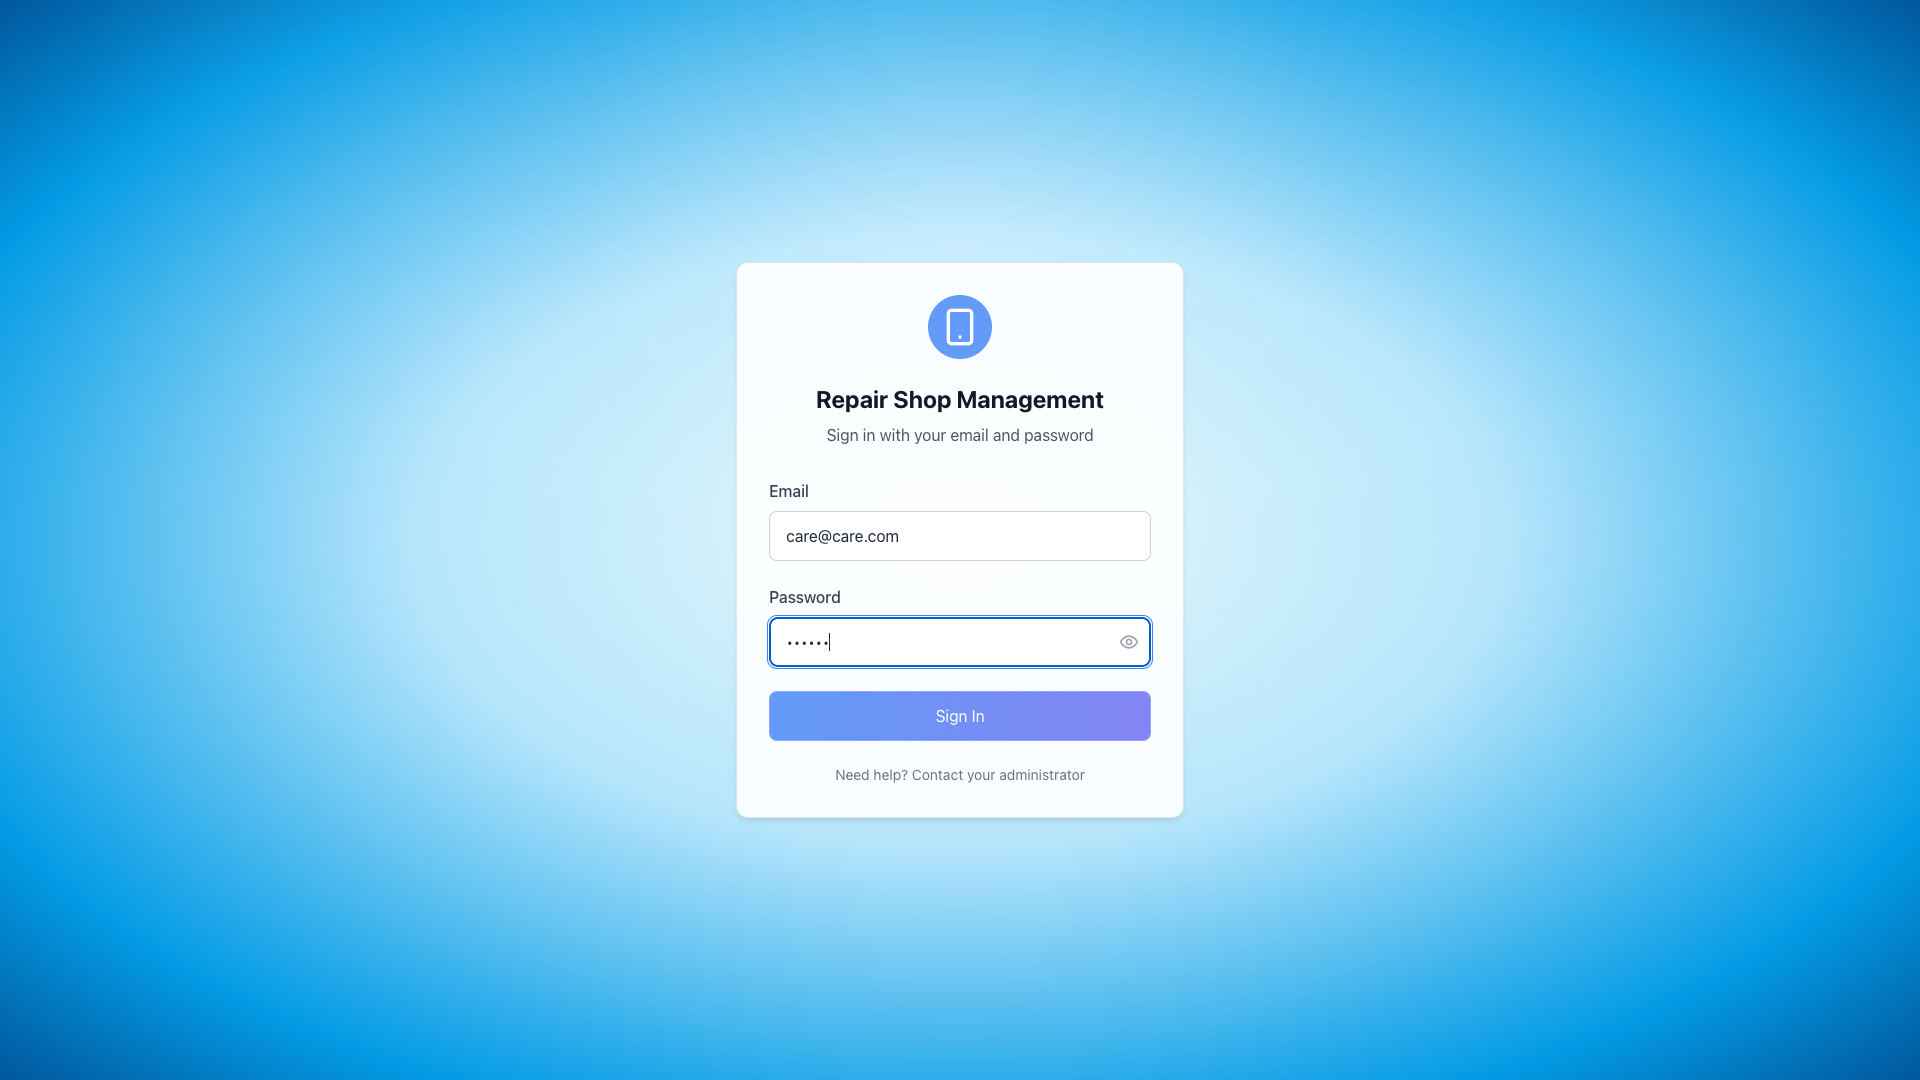 Repair Shop Management
Sign in with your email and password
Email
care@care.com
Password
••••••
Sign In
Need help? Contact your administrator